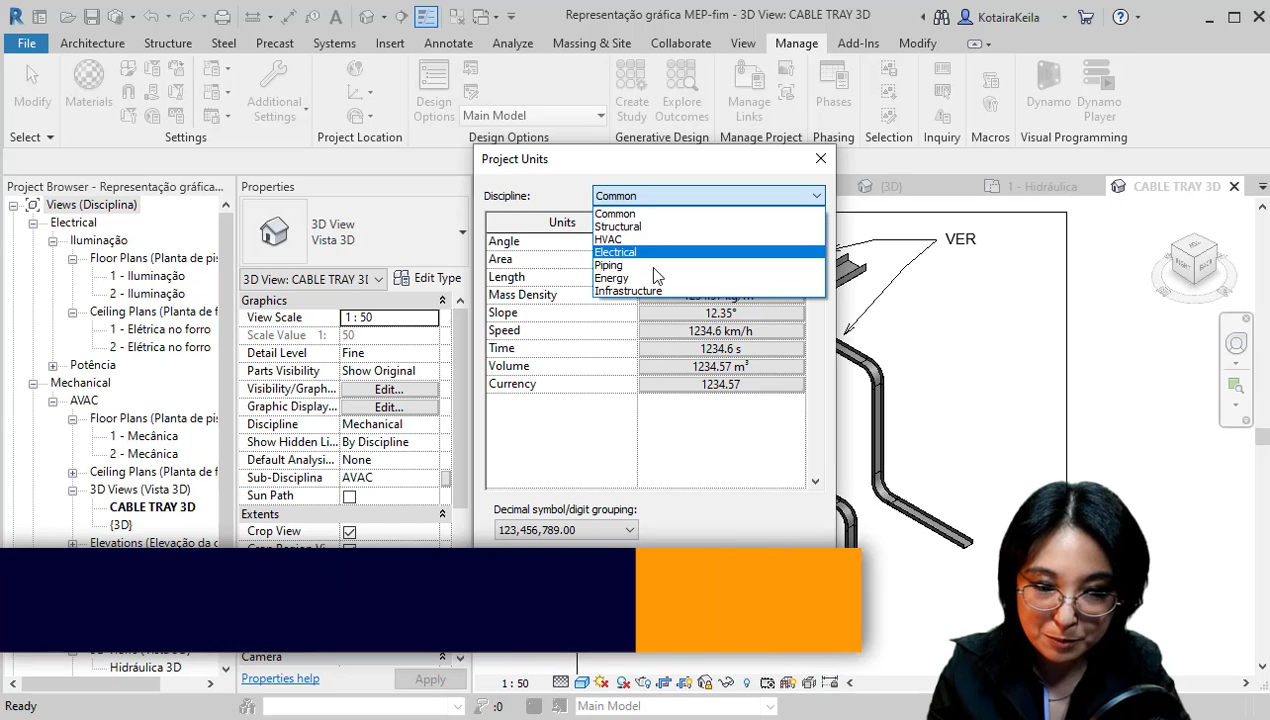 Representação gráfica MEP-fim - 3D View: CABLE TRAY 3D
KotairaKeila
File
Architecture
Structure
Steel
Precast
Systems
Insert
Annotate
Analyze
Massing & Site
Collaborate
View
Manage
Add-Ins
Modify
Modify
Materials
Additional
Settings
Design
Options
Main Model
Create
Study
Explore
Outcomes
Manage
Links
Phases
Dynamo
Dynamo
Player
Select
Settings
Project Location
Design Options
Generative Design
Manage Project
Phasing
Selection
Inquiry
Macros
Visual Programming
Project Browser - Representação gráfica...
Views (Disciplina)
Electrical
Iluminação
Floor Plans (Planta de pi
1 - Iluminação
2 - Iluminação
Ceiling Plans (Planta de f
1 - Elétrica no forro
2 - Elétrica no forro
Potência
Mechanical
AVAC
Floor Plans (Planta de pi
1 - Mecânica
2 - Mecânica
Ceiling Plans (Planta de f
3D Views (Vista 3D)
CABLE TRAY 3D
{3D}
Elevations (Elevação da c
Hidráulica 3D
Properties
3D View
Vista 3D
3D View: CABLE TRAY 3D
Edit Type
Graphics
View Scale
1 : 50
Scale Value 1:
50
Detail Level
Fine
Parts Visibility
Show Original
Visibility/Graph...
Edit...
Graphic Display...
Edit...
Discipline
Mechanical
Show Hidden Li...
By Discipline
Default Analysi...
None
Sub-Disciplina
AVAC
Sun Path
Extents
Crop View
Camera
Properties help
Apply
Project Units
Discipline:
Common
Common
Structural
HVAC
Electrical
Piping
Energy
Infrastructure
Units
Angle
Area
Length
Mass Density
Slope
12.35°
Speed
1234.6 km/h
Time
1234.6 s
Volume
1234.57 m³
Currency
1234.57
Decimal symbol/digit grouping:
123,456,789.00
{3D}
1 - Hidráulica
CABLE TRAY 3D
VER
RIGHT
BACK
1 : 50
Ready
:0
Main Model